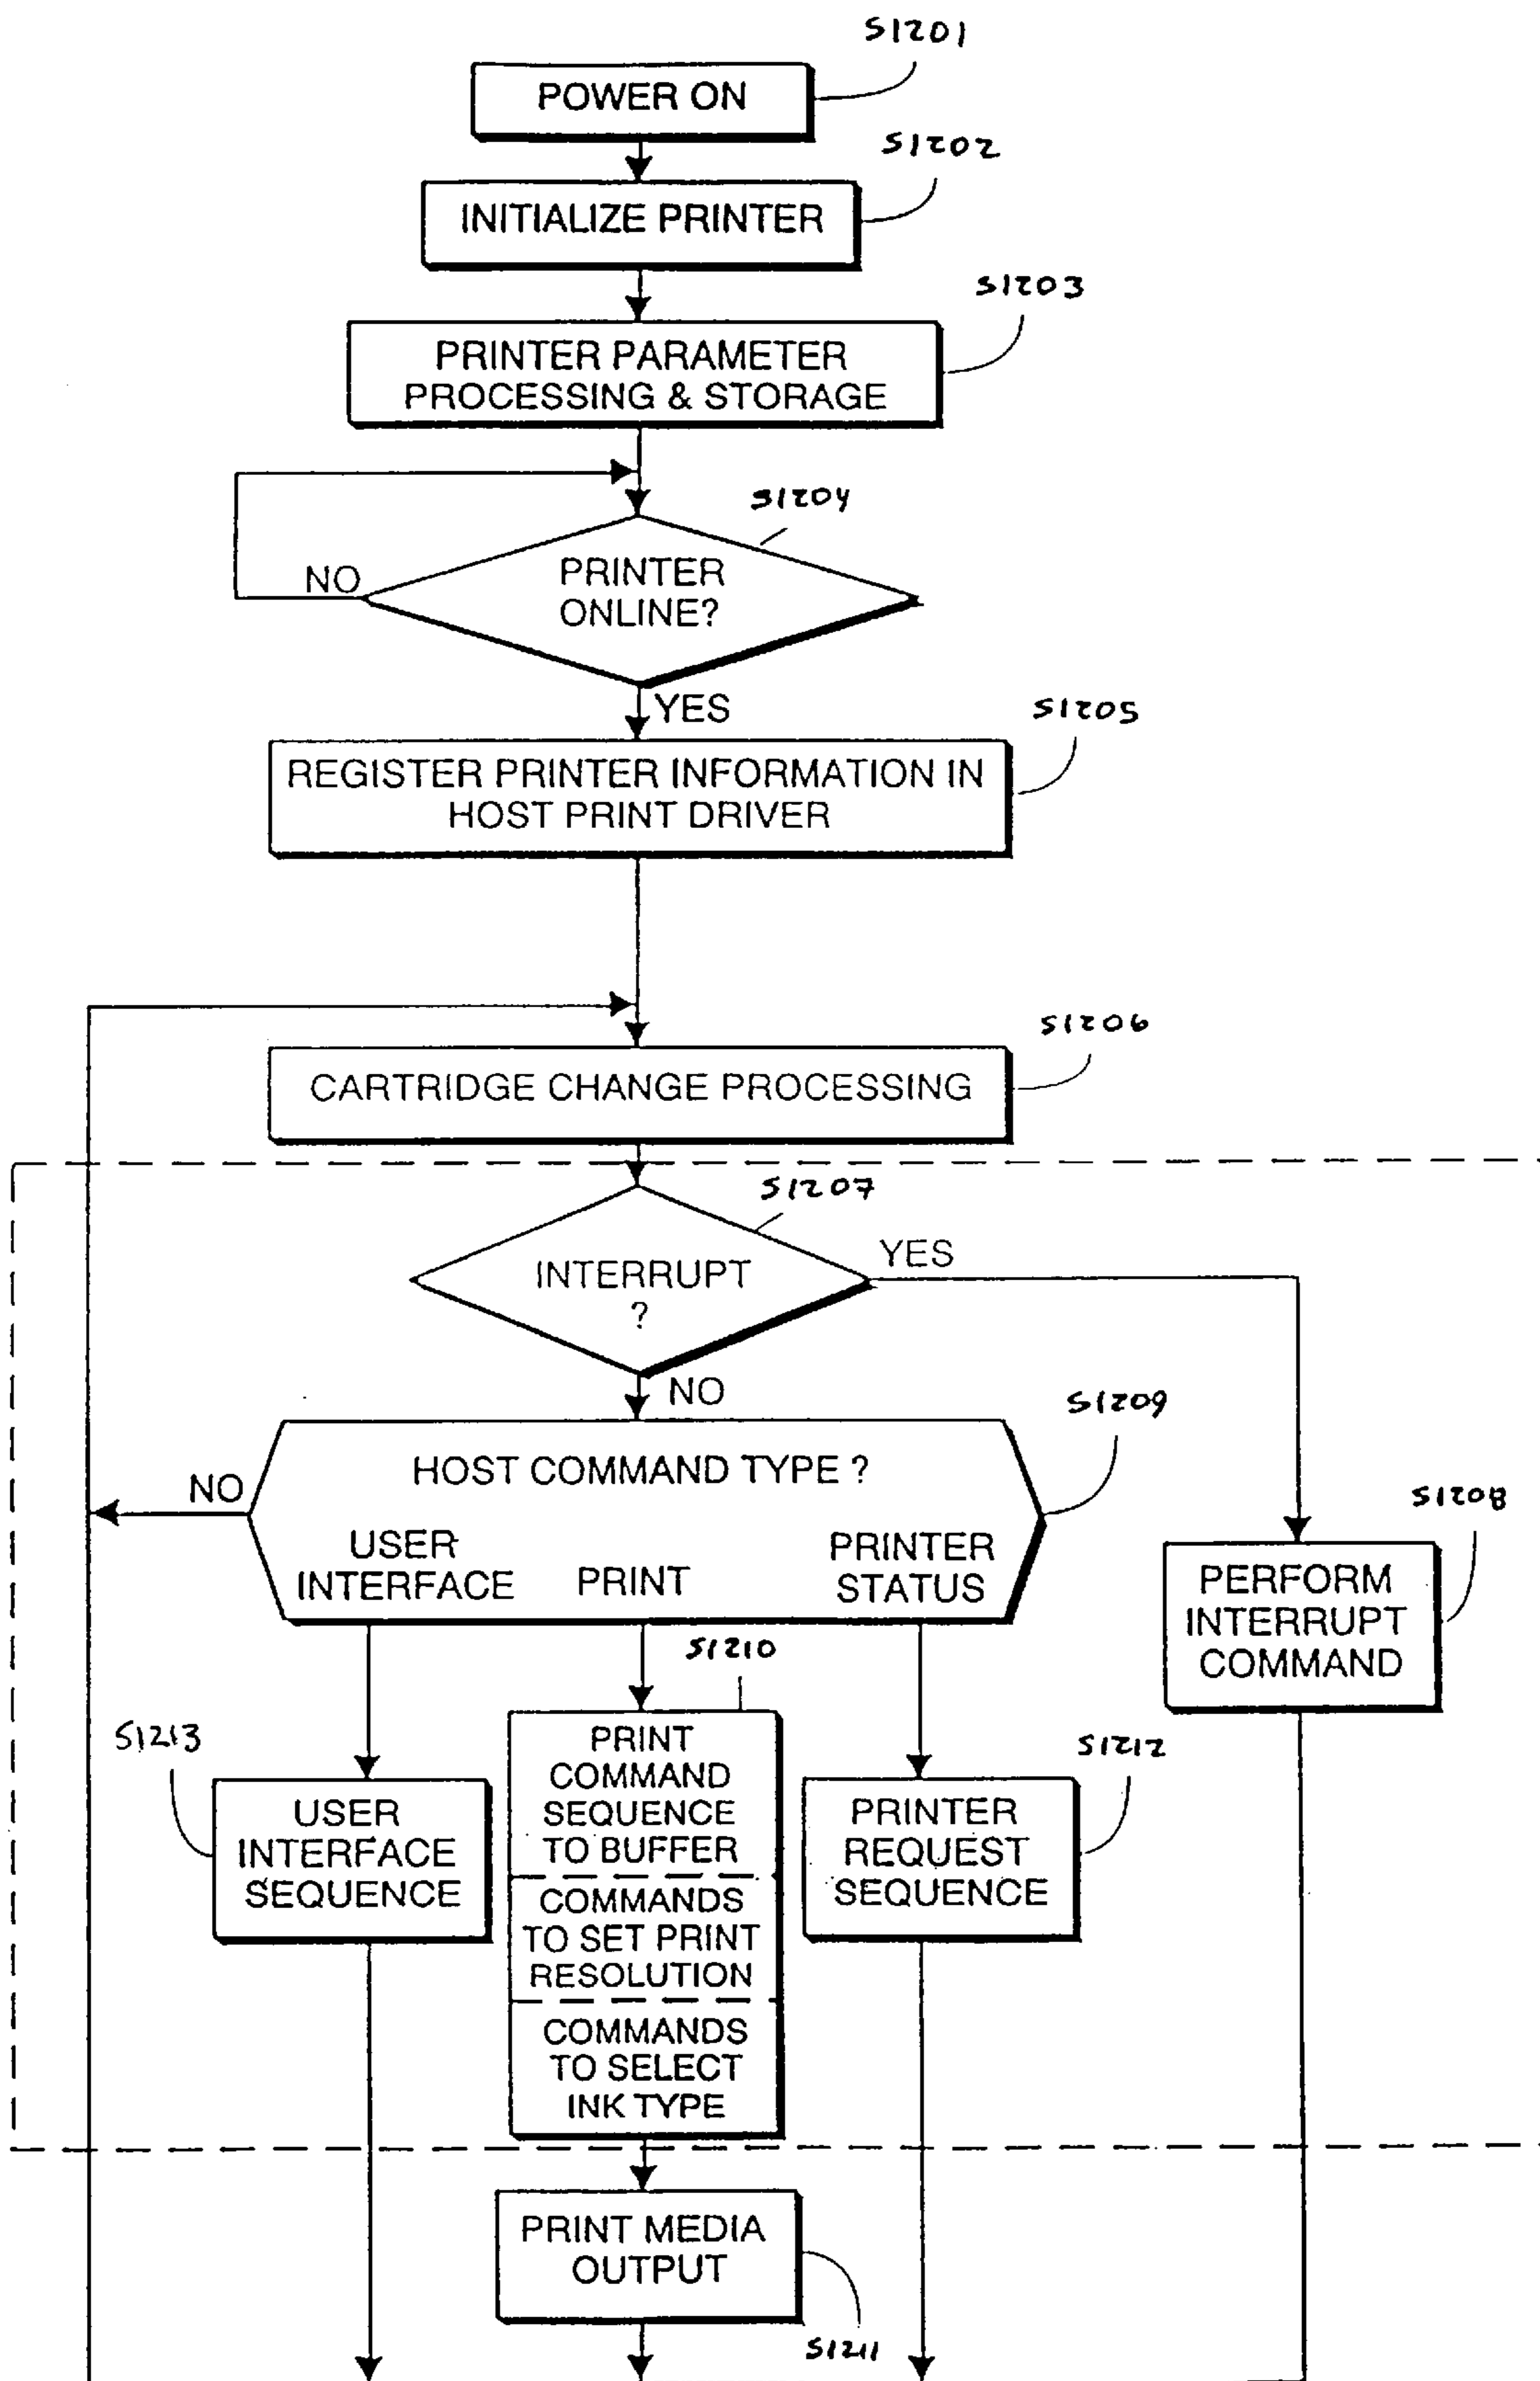 S1201
POWER ON
S1202
INITIALIZE PRINTER
S1203
PRINTER PARAMETER
PROCESSING & STORAGE
S1204
NO
PRINTER
ONLINE?
YES
S1205
REGISTER PRINTER INFORMATION IN
HOST PRINT DRIVER
S1206
CARTRIDGE CHANGE PROCESSING
S1207
YES
INTERRUPT
?
NO
S1209
HOST COMMAND TYPE ?
NO
S1208
USER
INTERFACE
PRINT
PRINTER
STATUS
PERFORM
INTERRUPT
COMMAND
S1210
S1213
S1212
USER
INTERFACE
SEQUENCE
PRINT
COMMAND
SEQUENCE
TO BUFFER
COMMANDS
TO SET PRINT
RESOLUTION
COMMANDS
TO SELECT
INK TYPE
PRINTER
REQUEST
SEQUENCE
PRINT MEDIA
OUTPUT
S1211